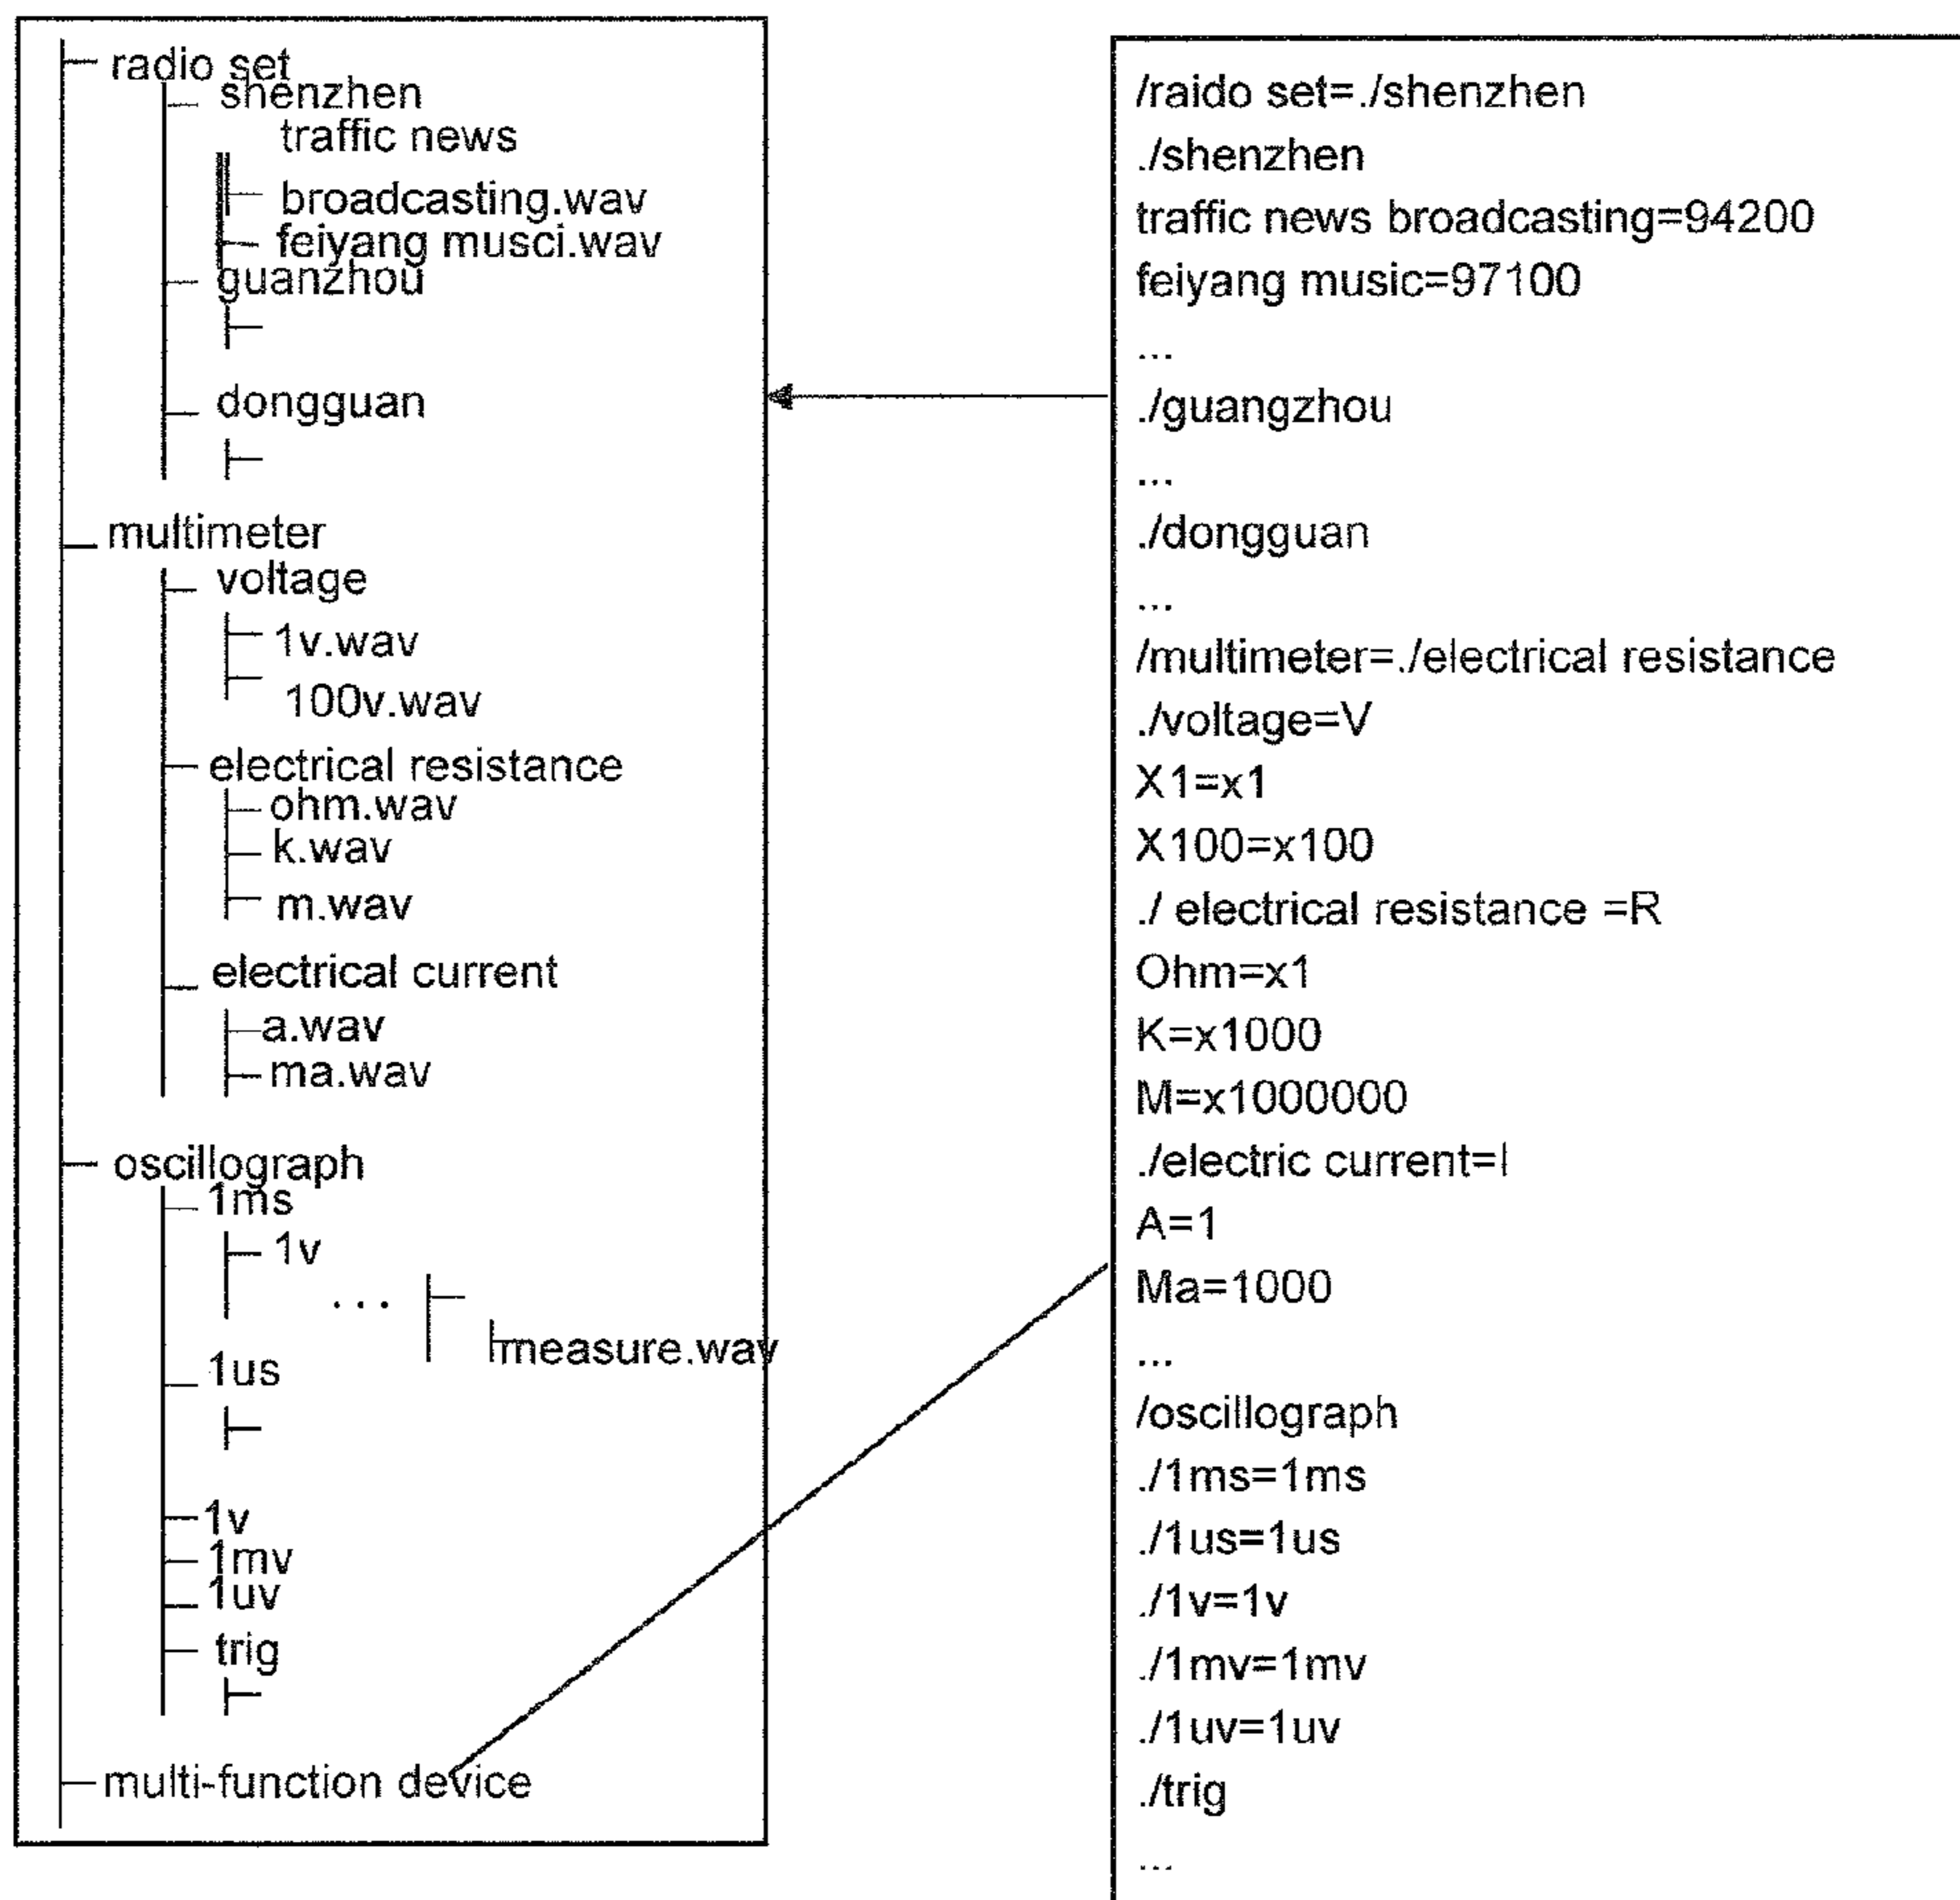 radio set
shenzhen
traffic news
broadcasting.wav
feiyang musci.wav
guanzhou
dongguan
multimeter
voltage
1v.wav
100v.wav
electrical resistance
ohm.wav
k.wav
m.wav
electrical current
a.wav
ma.wav
oscillograph
1ms
1v
...
measure.wav
1us
1v
1mv
1uv
trig
multi-function device
/raido set=./shenzhen
./shenzhen
traffic news broadcasting=94200
feiyang music=97100
...
./guangzhou
...
./dongguan
...
/multimeter=./electrical resistance
./voltage=V
X1=x1
X100=x100
./ electrical resistance =R
Ohm=x1
K=x1000
M=x1000000
./electric current=I
A=1
Ma=1000
...
/oscillograph
./1ms=1ms
./1us=1us
./1v=1v
./1mv=1mv
./1uv=1uv
./trig
...